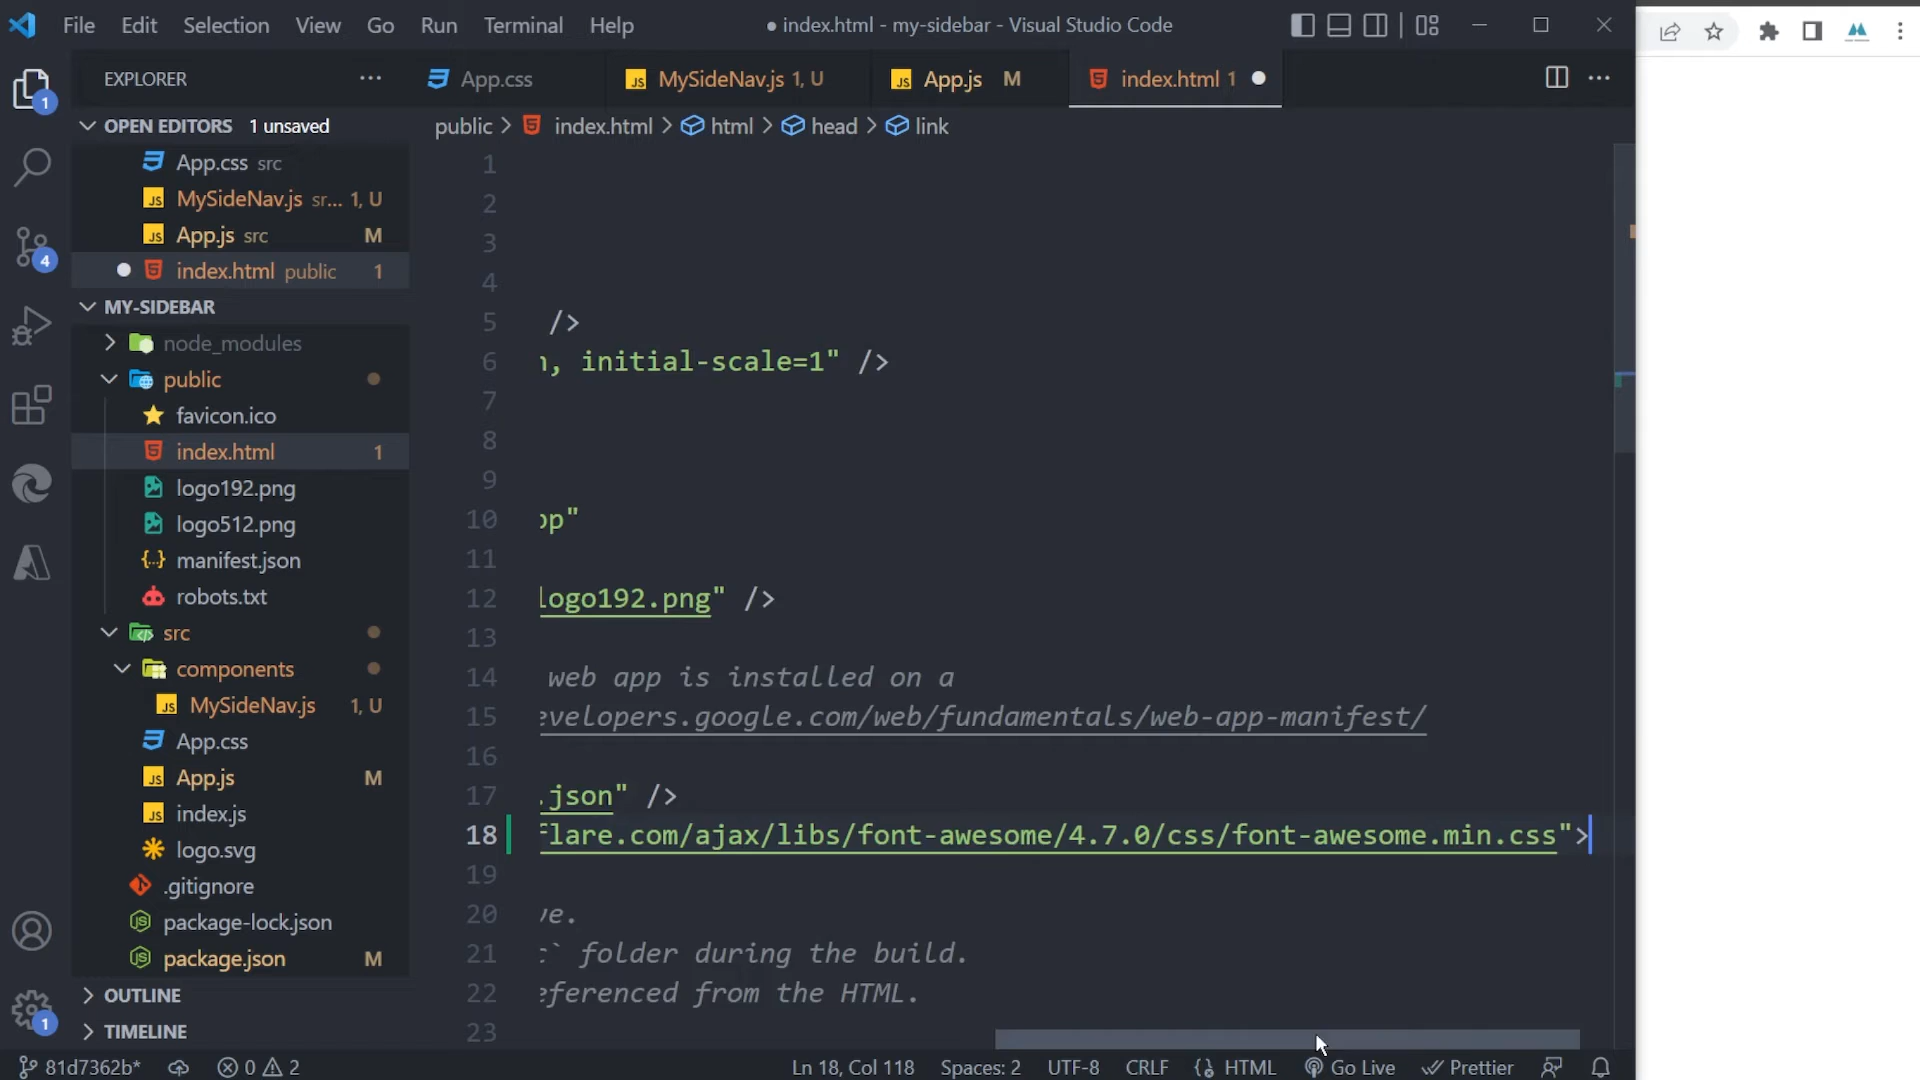 File Edit Selection View Go Run Terminal Help
● index.html - my-sidebar - Visual Studio Code
EXPLORER
OPEN EDITORS 1 unsaved
App.css src
MySideNav.js sr... 1, U
App.js src M
index.html public 1
MY-SIDEBAR
node_modules
public
favicon.ico
index.html 1
logo192.png
logo512.png
manifest.json
robots.txt
src
components
MySideNav.js 1, U
App.css
App.js M
index.js
logo.svg
.gitignore
package-lock.json
package.json M
OUTLINE
TIMELINE
1
4
1
App.css MySideNav.js 1, U App.js M index.html 1
public > index.html > html > head > link
1
2
3
4
5 />
6 n, initial-scale=1" />
7
8
9
10 pp"
11
12 logo192.png" />
13
14 web app is installed on a
15 evelopers.google.com/web/fundamentals/web-app-manifest/
16
17 .json" />
18 flare.com/ajax/libs/font-awesome/4.7.0/css/font-awesome.min.css">
19
20 ve.
21 c` folder during the build.
22 eferenced from the HTML.
23
81d7362b* 0 2 Ln 18, Col 118 Spaces: 2 UTF-8 CRLF HTML Go Live Prettier